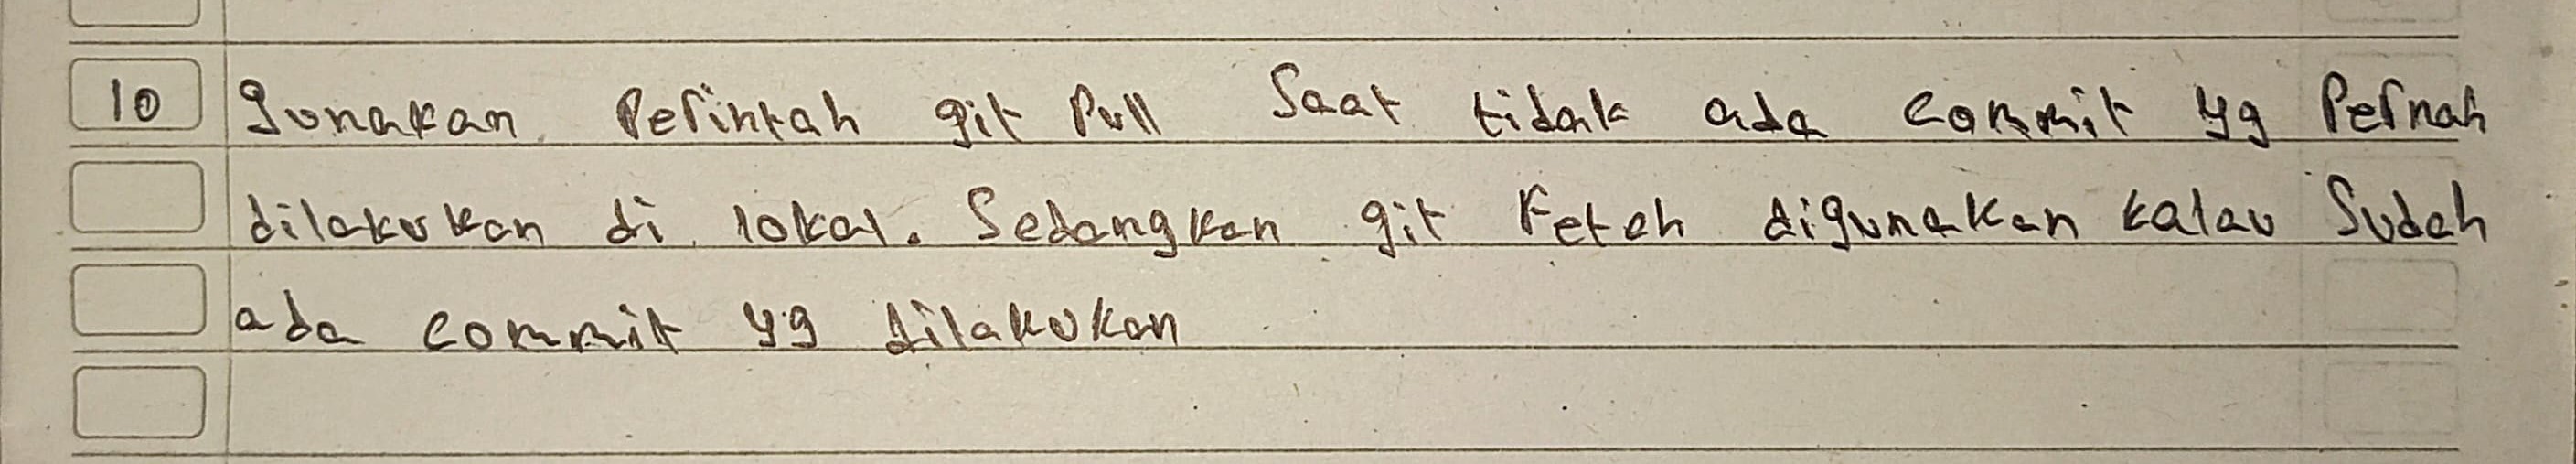 10 Gunakan Perintah git Pull Saat tidak ada commit yg Pernah
dilakukan di lokal. Sedangkan git Fetch digunakan kalau Sudah
ada commit yg dilakukan